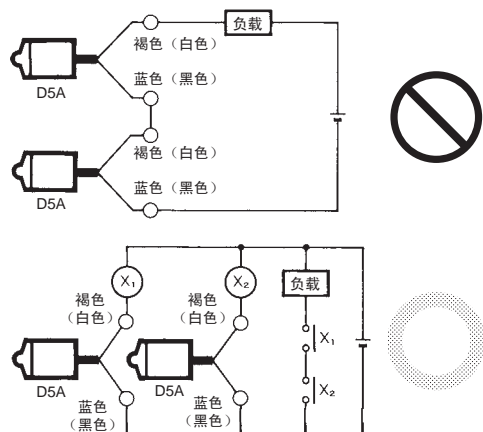 负载
褐色（白色）
蓝色（黑色）
D5A
褐色（白色）
蓝色（黑色）
D5A
X₁
X₂
负载
褐色
（白色）
褐色
（白色）
X₁
X₂
D5A
D5A
蓝色
（黑色）
蓝色
（黑色）